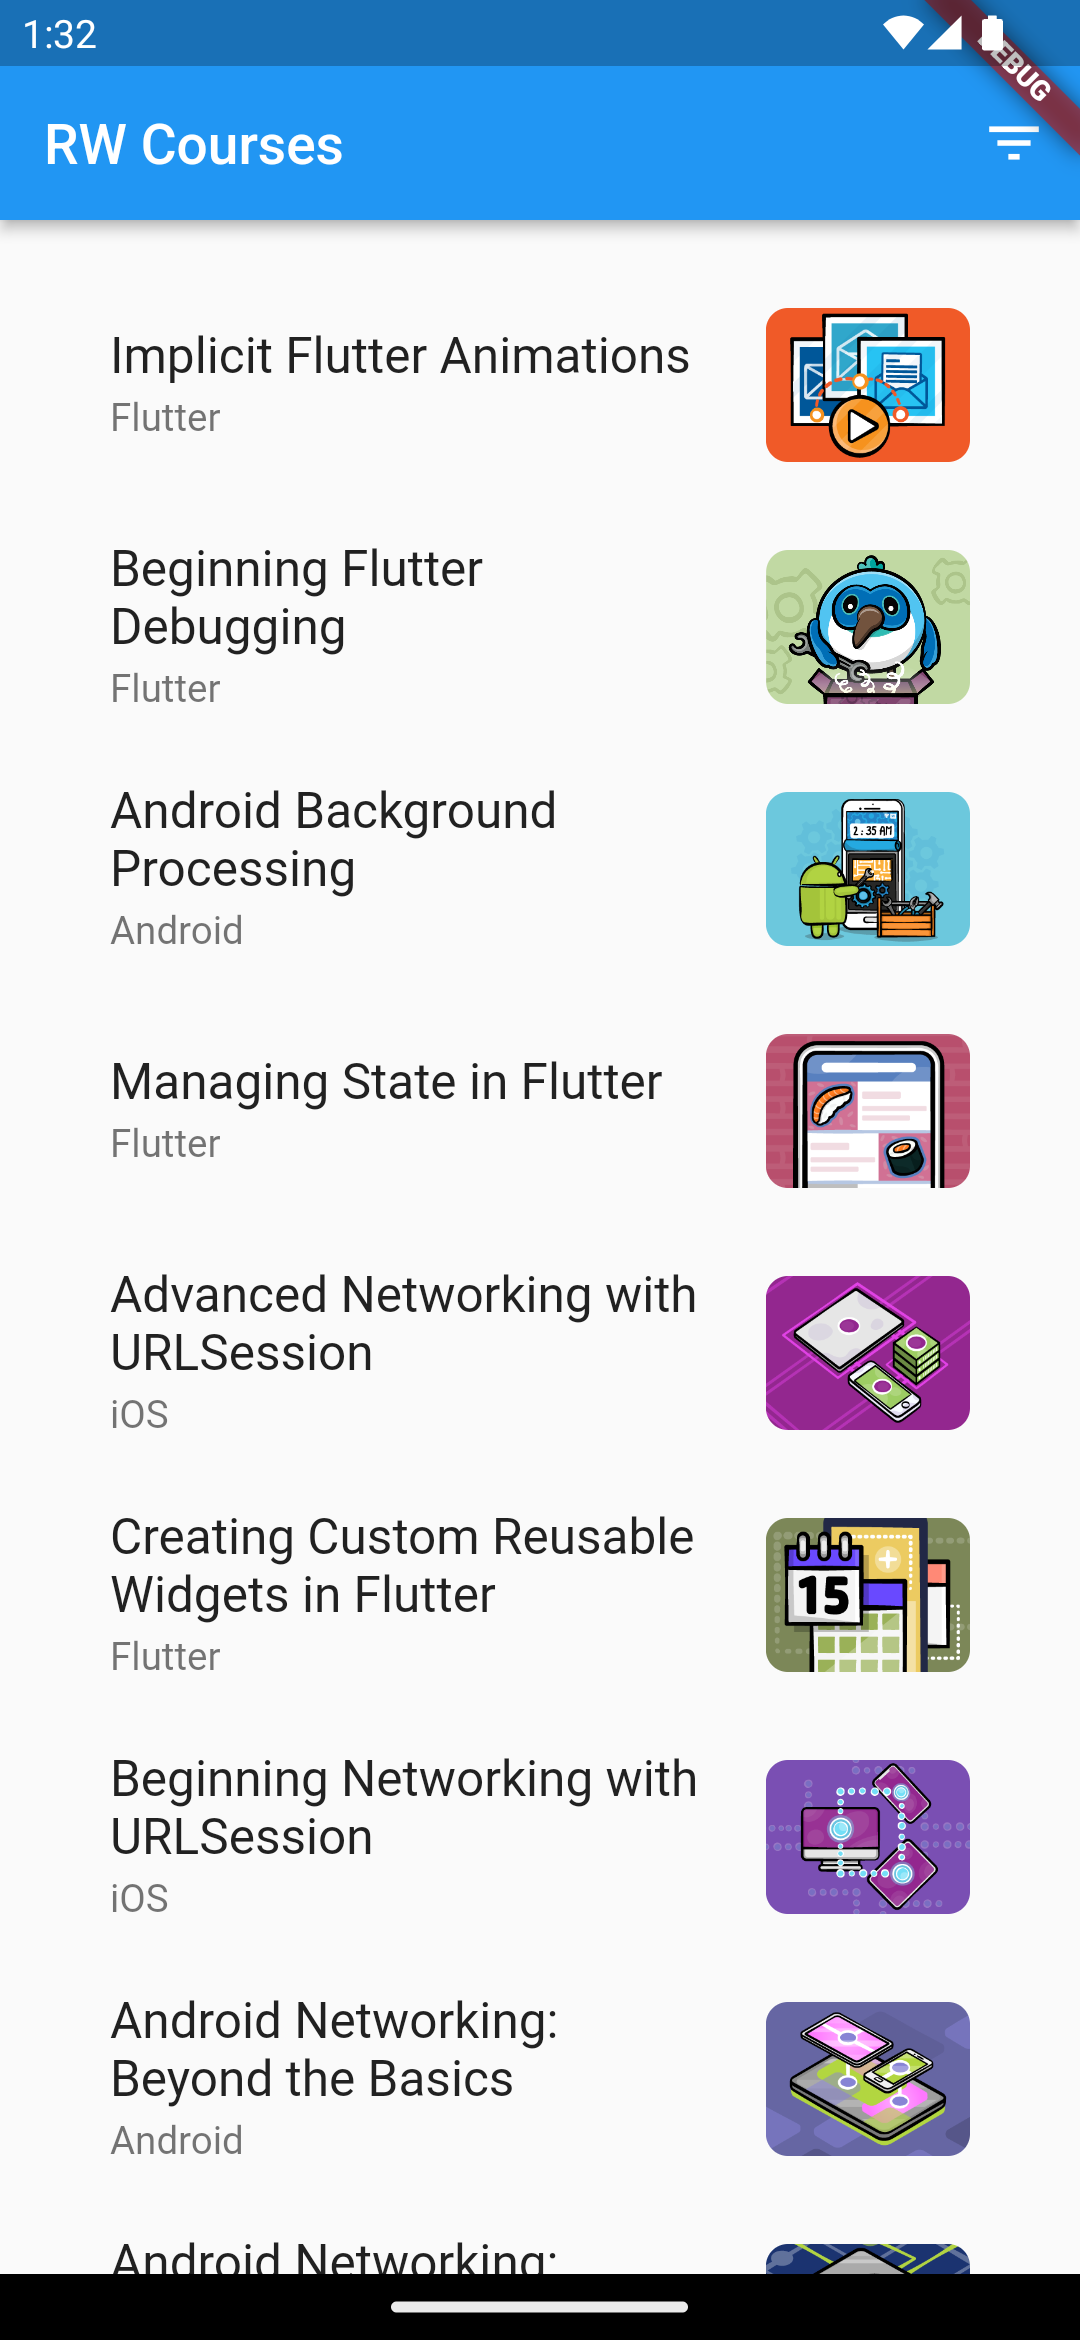 1:32
DEBUG
RW Courses
Implicit Flutter Animations
Flutter
Beginning Flutter
Debugging
Flutter
Android Background
Processing
Android
2:35 AM
Managing State in Flutter
Flutter
Advanced Networking with
URLSession
iOS
Creating Custom Reusable
Widgets in Flutter
Flutter
15
Beginning Networking with
URLSession
iOS
Android Networking:
Beyond the Basics
Android
Android Networking: